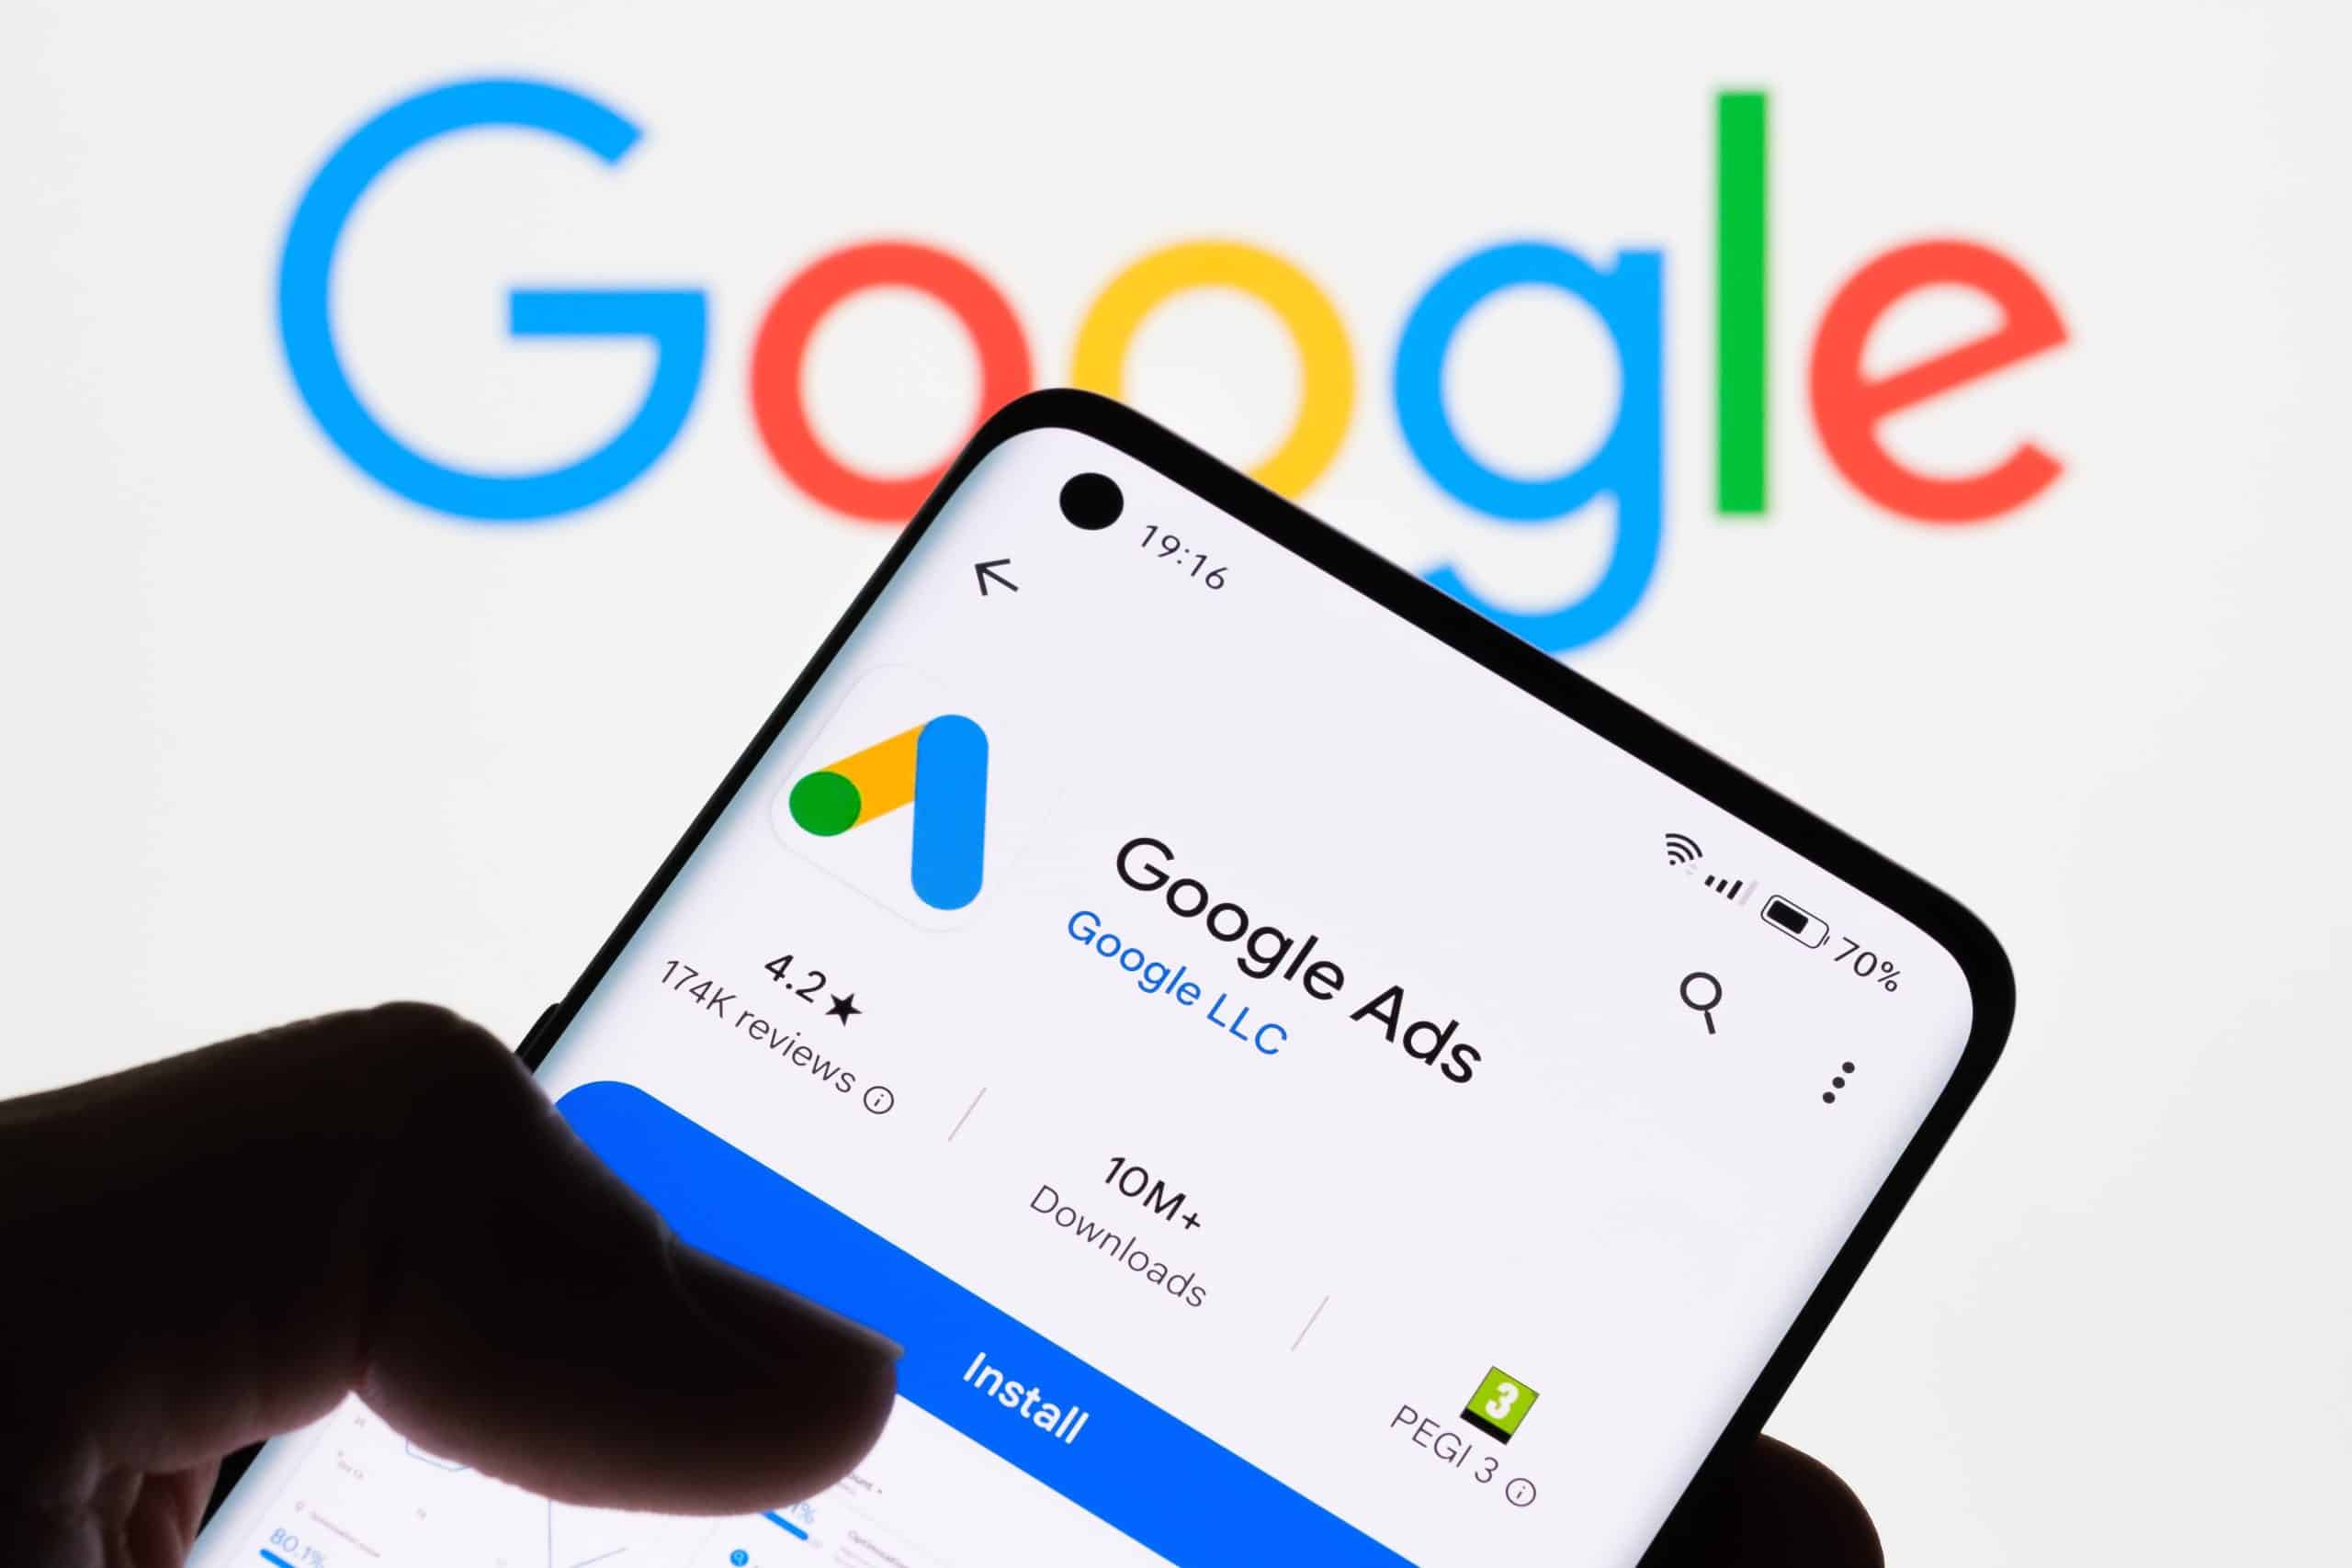 Google
19:16
70%
Google Ads
Google LLC
4.2★
174K reviews
10M+
Downloads
3
PEGI 3
Install
80.1%